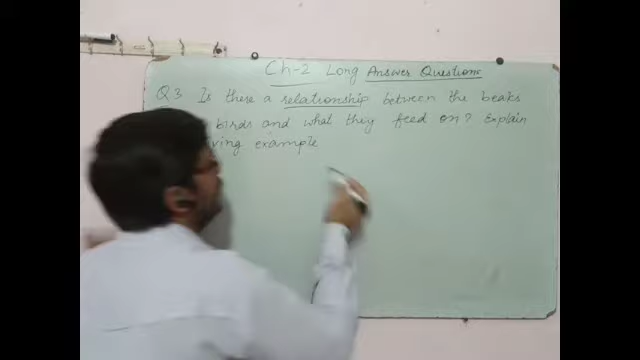 Ch-2 Long Answer Questions
Q3 Is there a relationship between the beaks
birds and what they feed on? Explain
ving example